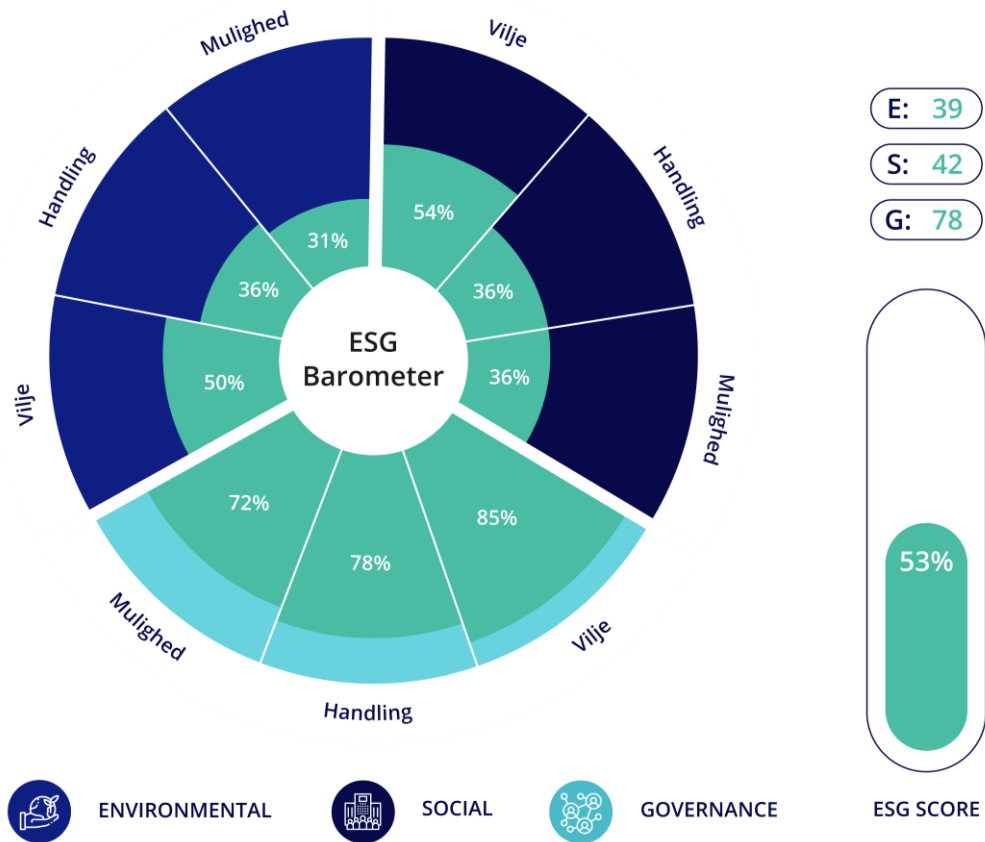 Mulighed
Vilje
Handling
Handling
Vilje
Mulighed
Mulighed
Vilje
Handling
31%
54%
36%
36%
50%
36%
72%
85%
78%
ESG
Barometer
E: 39
S: 42
G: 78
53%
ENVIRONMENTAL
SOCIAL
GOVERNANCE
ESG SCORE